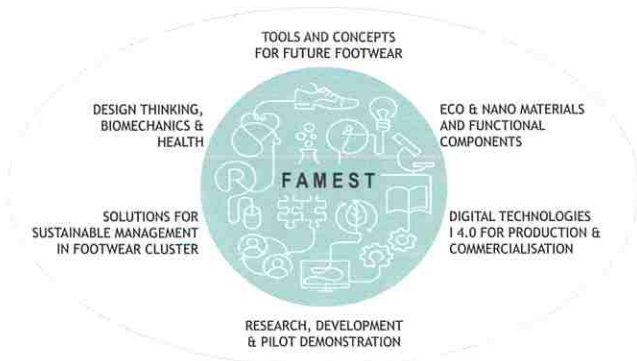 TOOLS AND CONCEPTS
FOR FUTURE FOOTWEAR
DESIGN THINKING,
BIOMECHANICS &
HEALTH
ECO & NANO MATERIALS
AND FUNCTIONAL
COMPONENTS
FAMEST
SOLUTIONS FOR
SUSTAINABLE MANAGEMENT
IN FOOTWEAR CLUSTER
DIGITAL TECHNOLOGIES
I 4.0 FOR PRODUCTION &
COMMERCIALISATION
RESEARCH, DEVELOPMENT
& PILOT DEMONSTRATION